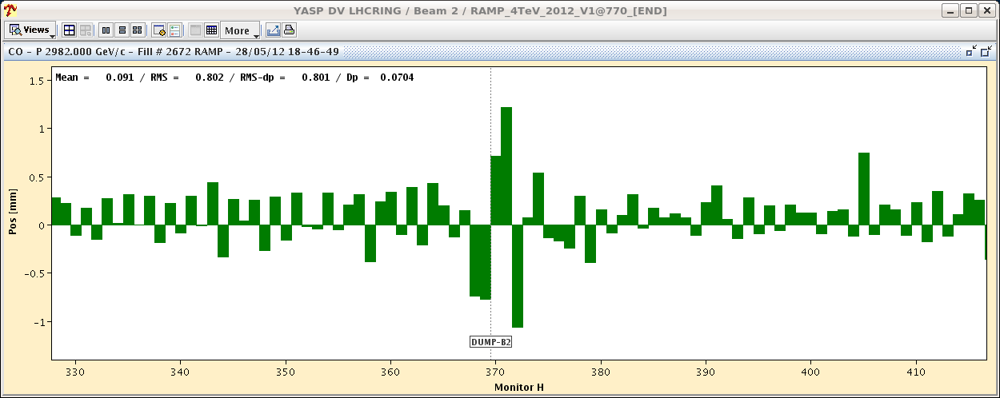 YASP DV LHCRING / Beam 2 / RAMP_4TeV_2012_V1@770_[END]
Views More
CO - P 2982.000 GeV/c - Fill # 2672 RAMP - 28/05/12 18-46-49
Mean = 0.091 / RMS = 0.802 / RMS-dp = 0.801 / Dp = 0.0704
1.5
1
0.5
0
-0.5
-1
Pos [mm]
DUMP-B2
330 340 350 360 370 380 390 400 410
Monitor H